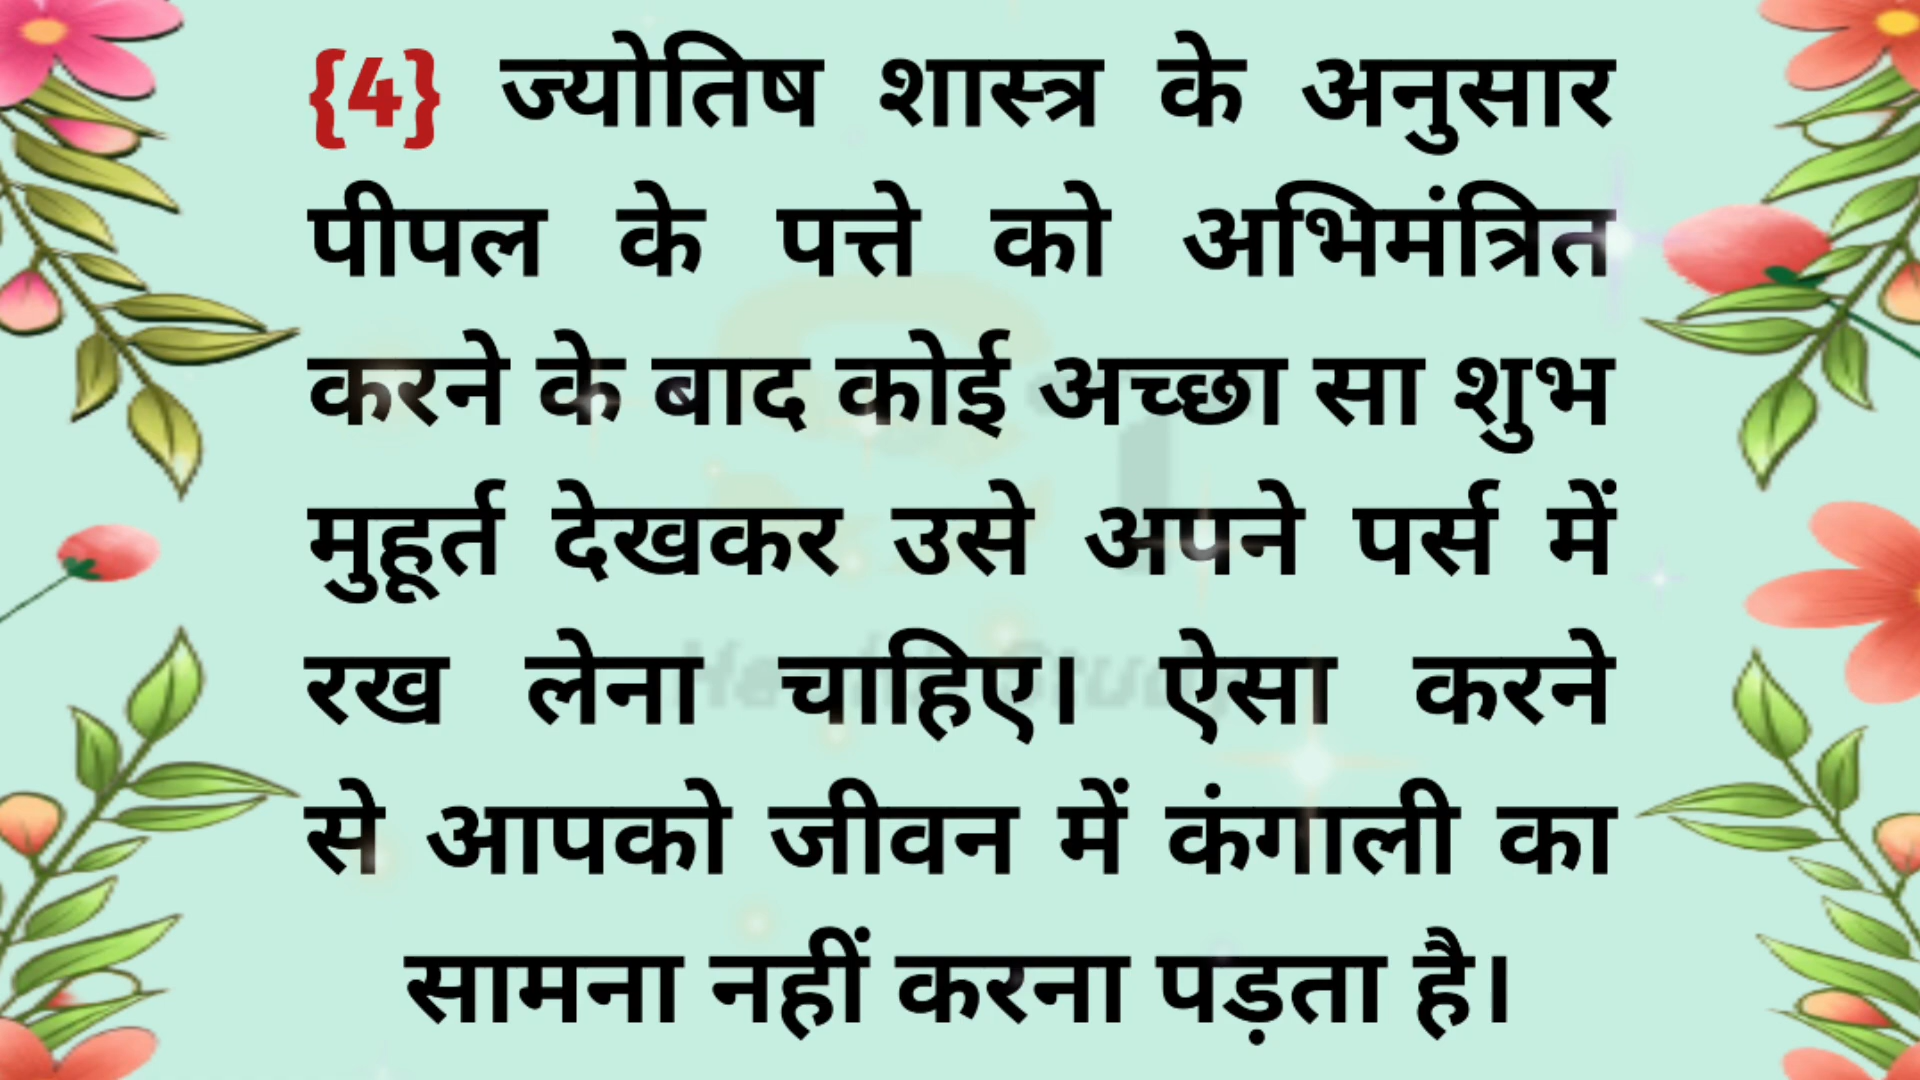 {4} ज्योतिष शास्त्र के अनुसार
पीपल के पत्ते को अभिमंत्रित
करने के बाद कोई अच्छा सा शुभ
मुहूर्त देखकर उसे अपने पर्स में
रख लेना चाहिए। ऐसा करने
से आपको जीवन में कंगाली का
सामना नहीं करना पड़ता है।